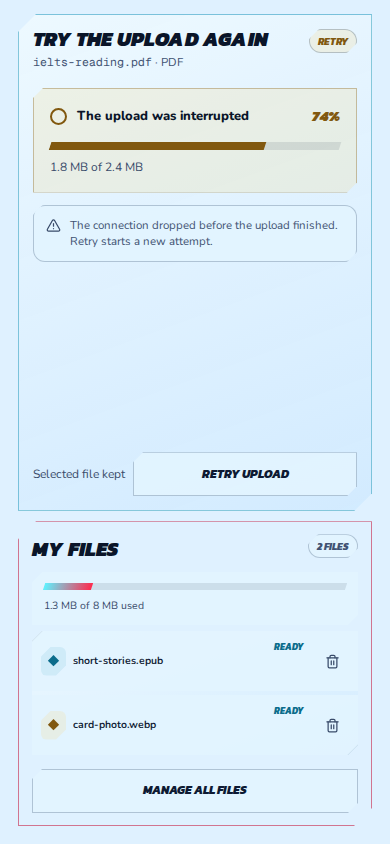 TRY THE UPLOAD AGAIN
RETRY
ielts-reading.pdf · PDF
The upload was interrupted
74%
1.8 MB of 2.4 MB
The connection dropped before the upload finished.
Retry starts a new attempt.
Selected file kept
RETRY UPLOAD
MY FILES
2 FILES
1.3 MB of 8 MB used
READY
short-stories.epub
READY
card-photo.webp
MANAGE ALL FILES